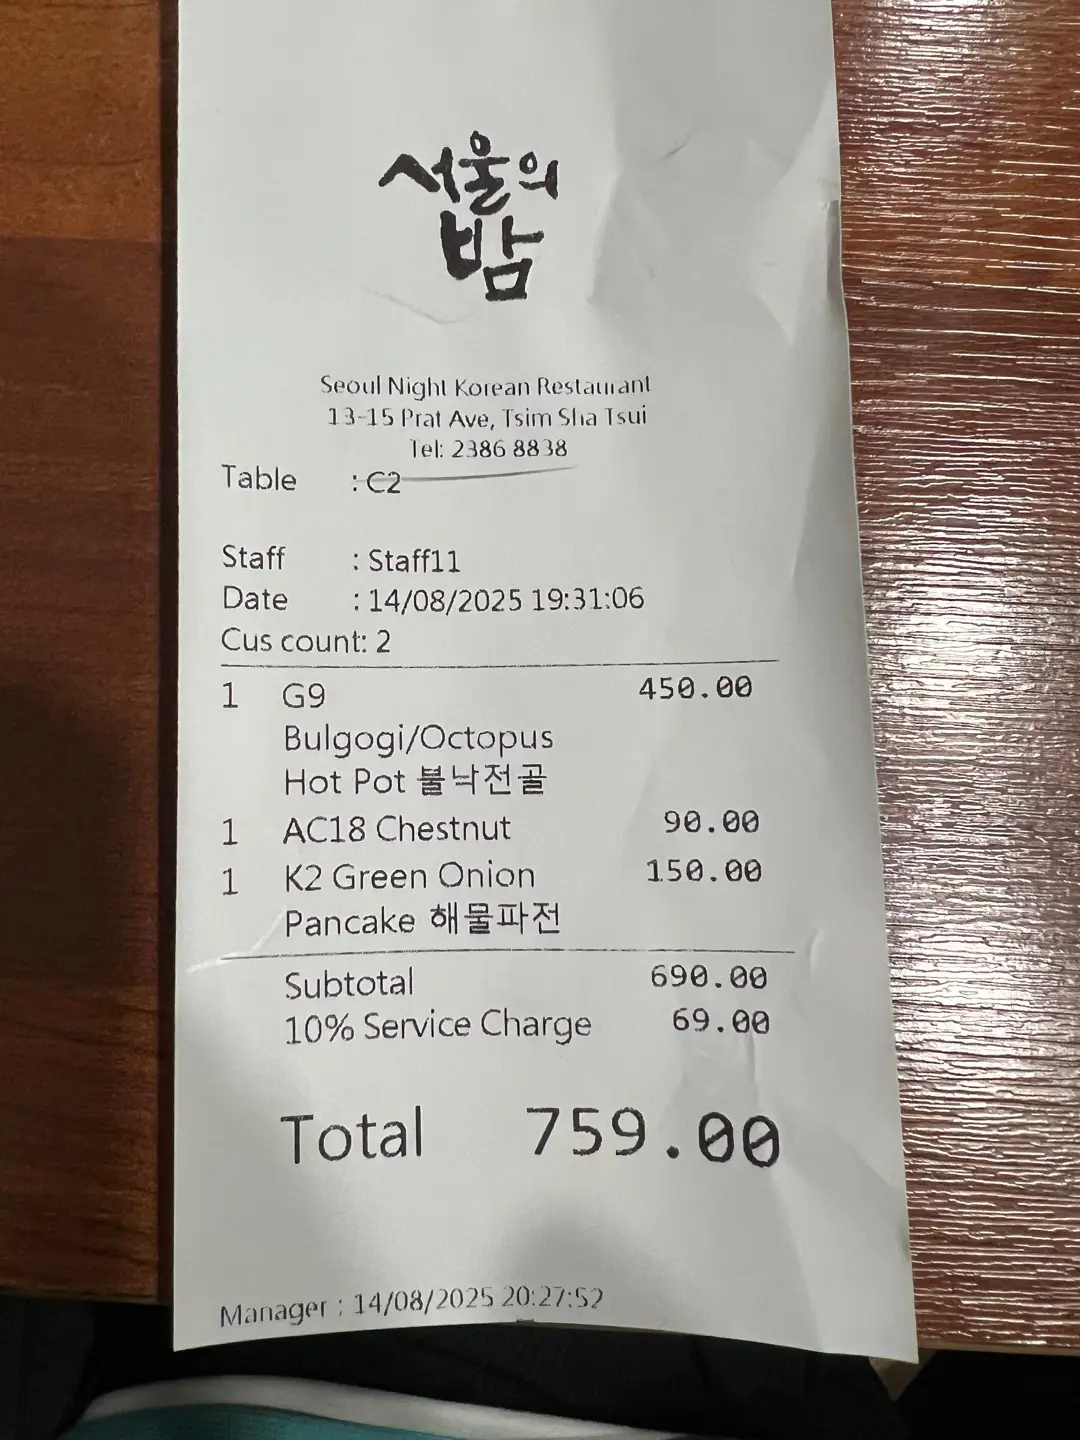 서울의
밤
Seoul Night Korean Restaurant
13-15 Prat Ave, Tsim Sha Tsui
Tel: 2386 8838
Table : C2
Staff : Staff11
Date : 14/08/2025 19:31:06
Cus count: 2
1 G9 450.00
Bulgogi/Octopus
Hot Pot 불낙전골
1 AC18 Chestnut 90.00
1 K2 Green Onion 150.00
Pancake 해물파전
Subtotal 690.00
10% Service Charge 69.00
Total 759.00
Manager : 14/08/2025 20:27:52